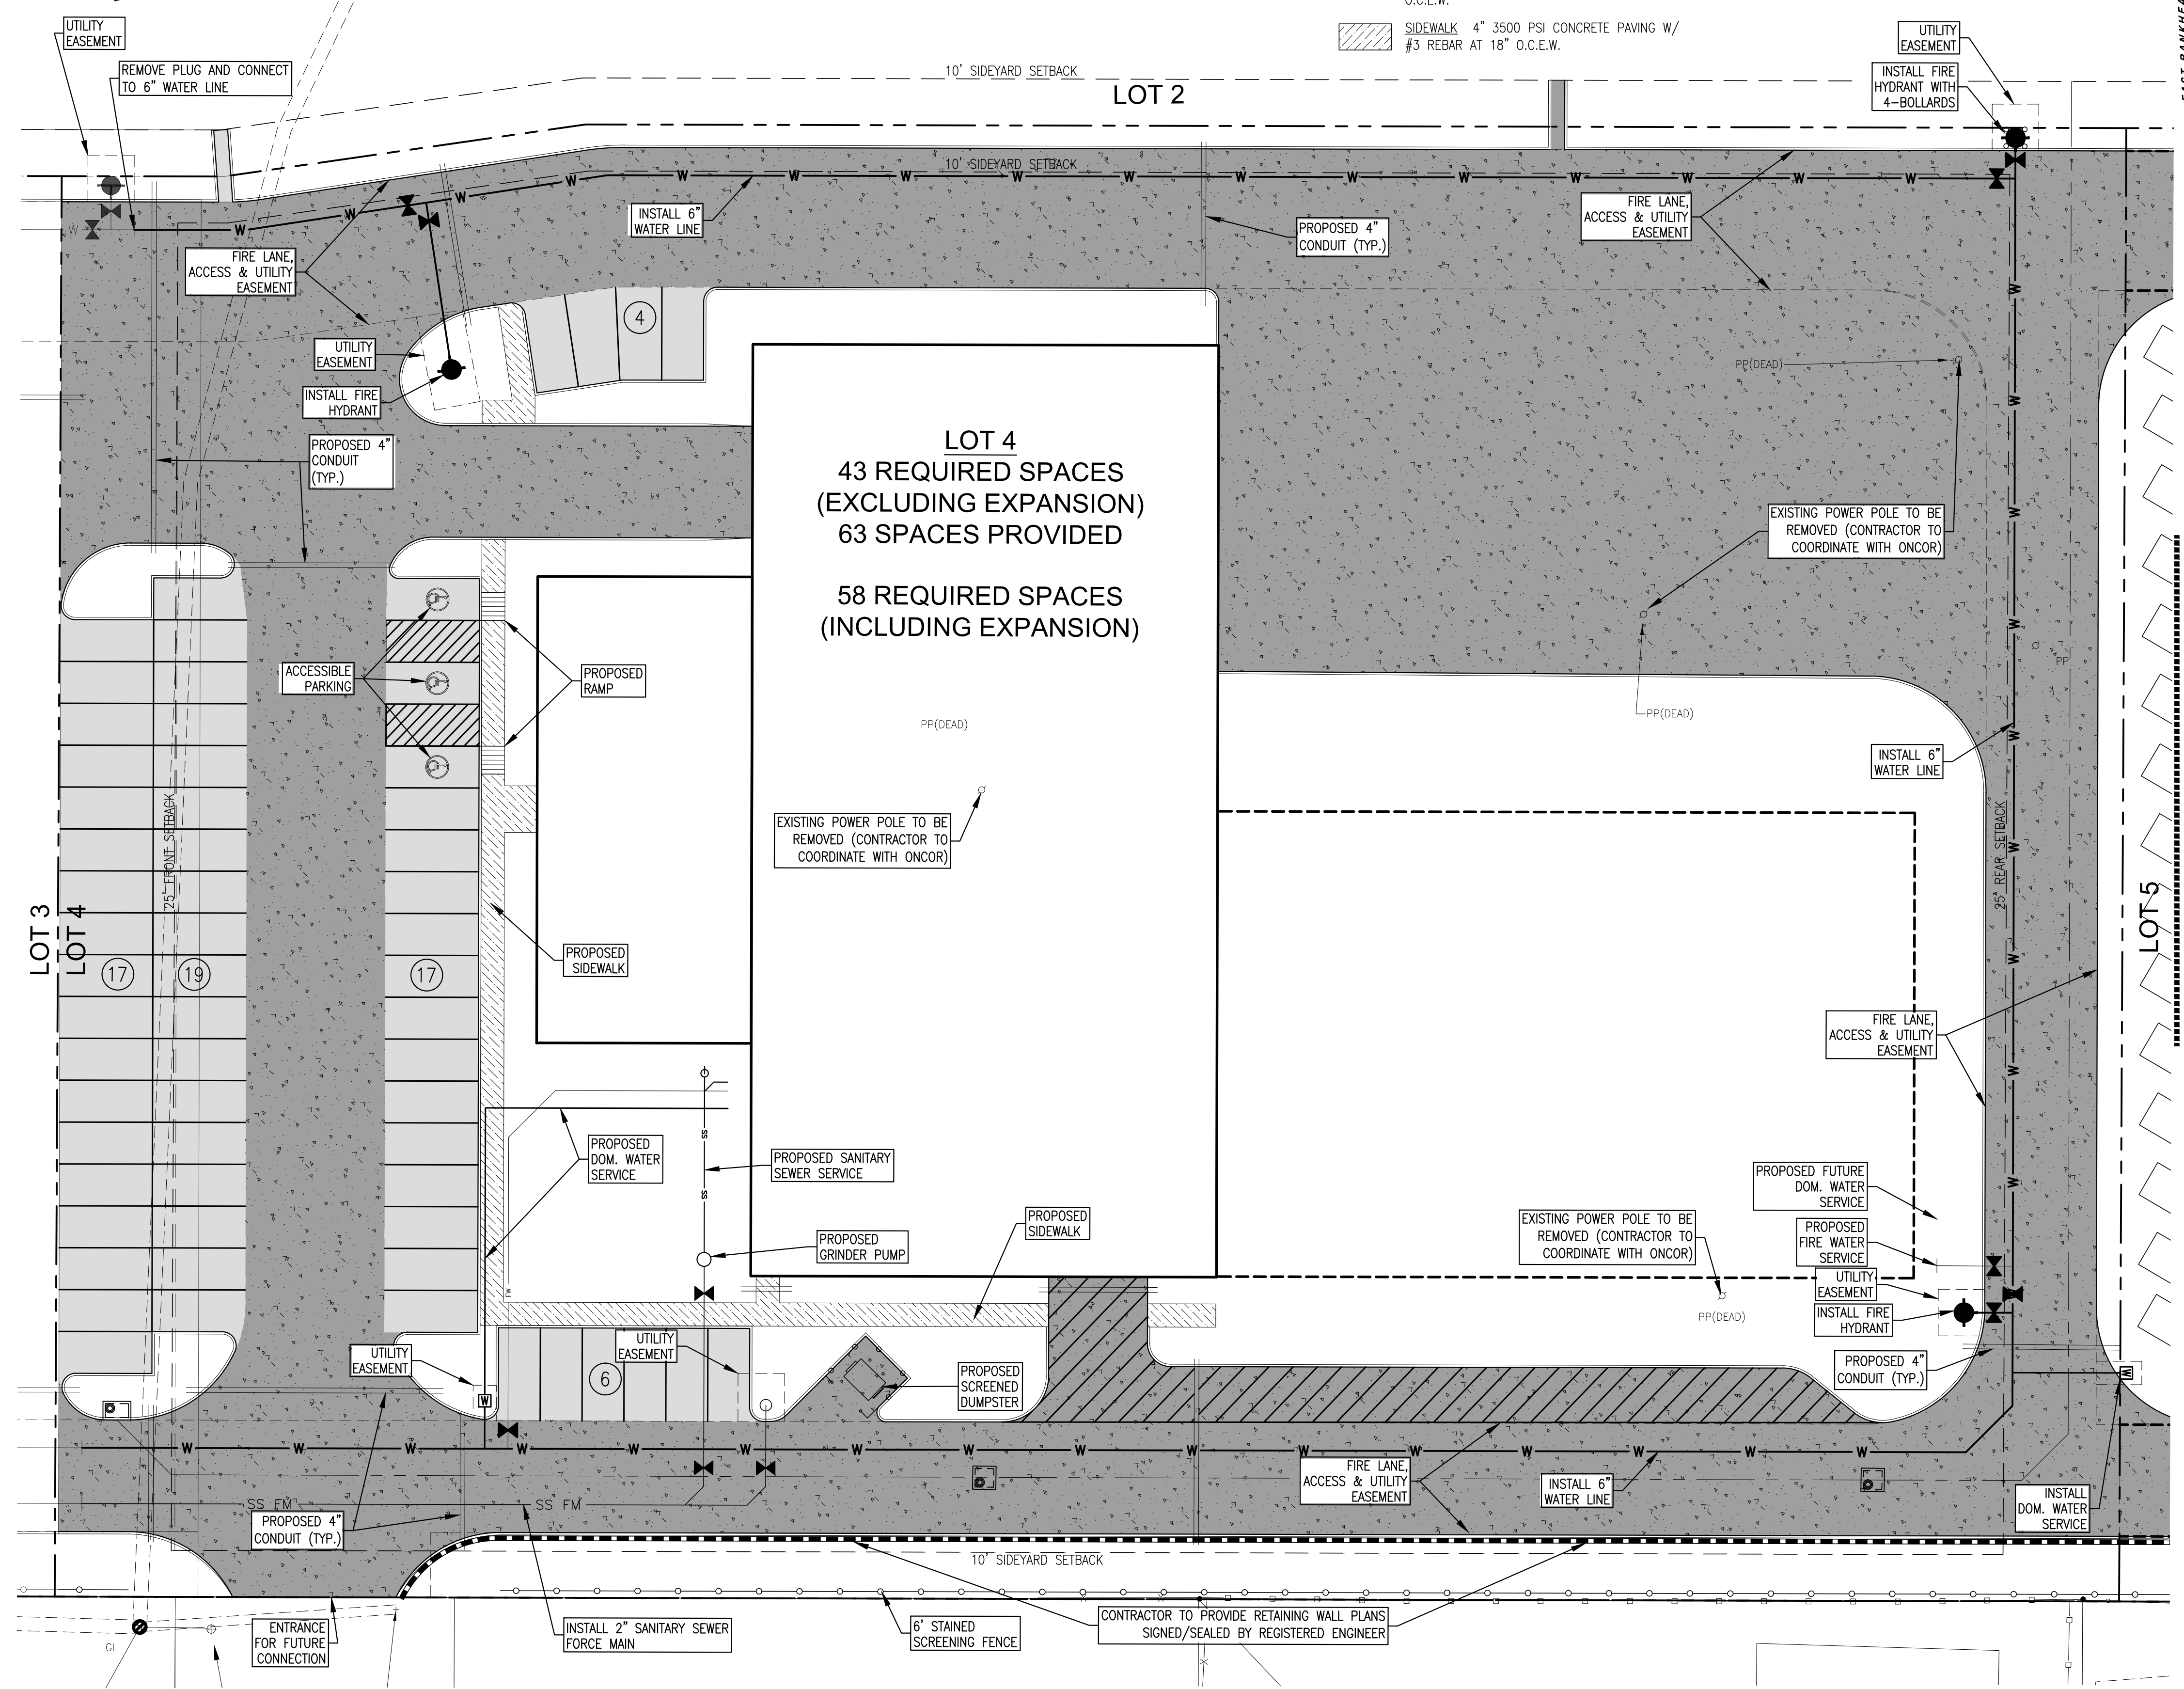 O.C.E.W.
SIDEWALK 4" 3500 PSI CONCRETE PAVING W/
#3 REBAR AT 18" O.C.E.W.
UTILITY
EASEMENT
REMOVE PLUG AND CONNECT
TO 6" WATER LINE
10' SIDEYARD SETBACK
LOT 2
UTILITY
EASEMENT
INSTALL FIRE
HYDRANT WITH
4-BOLLARDS
10' SIDEYARD SETBACK
INSTALL 6"
WATER LINE
PROPOSED 4"
CONDUIT (TYP.)
FIRE LANE,
ACCESS & UTILITY
EASEMENT
FIRE LANE,
ACCESS & UTILITY
EASEMENT
4
UTILITY
EASEMENT
INSTALL FIRE
HYDRANT
PROPOSED 4"
CONDUIT
(TYP.)
PP(DEAD)
LOT 4
43 REQUIRED SPACES
(EXCLUDING EXPANSION)
63 SPACES PROVIDED
58 REQUIRED SPACES
(INCLUDING EXPANSION)
EXISTING POWER POLE TO BE
REMOVED (CONTRACTOR TO
COORDINATE WITH ONCOR)
PP
ACCESSIBLE
PARKING
PROPOSED
RAMP
PP(DEAD)
PP(DEAD)
INSTALL 6"
WATER LINE
EXISTING POWER POLE TO BE
REMOVED (CONTRACTOR TO
COORDINATE WITH ONCOR)
25' FRONT SETBACK
25' REAR SETBACK
LOT 3
LOT 4
LOT 5
17
19
17
PROPOSED
SIDEWALK
FIRE LANE,
ACCESS & UTILITY
EASEMENT
PROPOSED
DOM. WATER
SERVICE
SS
SS
PROPOSED SANITARY
SEWER SERVICE
PROPOSED
GRINDER PUMP
PROPOSED
SIDEWALK
FW
PROPOSED FUTURE
DOM. WATER
SERVICE
EXISTING POWER POLE TO BE
REMOVED (CONTRACTOR TO
COORDINATE WITH ONCOR)
PROPOSED
FIRE WATER
SERVICE
UTILITY
EASEMENT
INSTALL FIRE
HYDRANT
PP(DEAD)
UTILITY
EASEMENT
UTILITY
EASEMENT
6
PROPOSED
SCREENED
DUMPSTER
PROPOSED 4"
CONDUIT (TYP.)
W W W W W W W W W W W W W W W W
FIRE LANE,
ACCESS & UTILITY
EASEMENT
INSTALL 6"
WATER LINE
INSTALL
DOM. WATER
SERVICE
SS FM
SS FM
PROPOSED 4"
CONDUIT (TYP.)
10' SIDEYARD SETBACK
ENTRANCE
FOR FUTURE
CONNECTION
INSTALL 2" SANITARY SEWER
FORCE MAIN
6' STAINED
SCREENING FENCE
CONTRACTOR TO PROVIDE RETAINING WALL PLANS
SIGNED/SEALED BY REGISTERED ENGINEER
GI